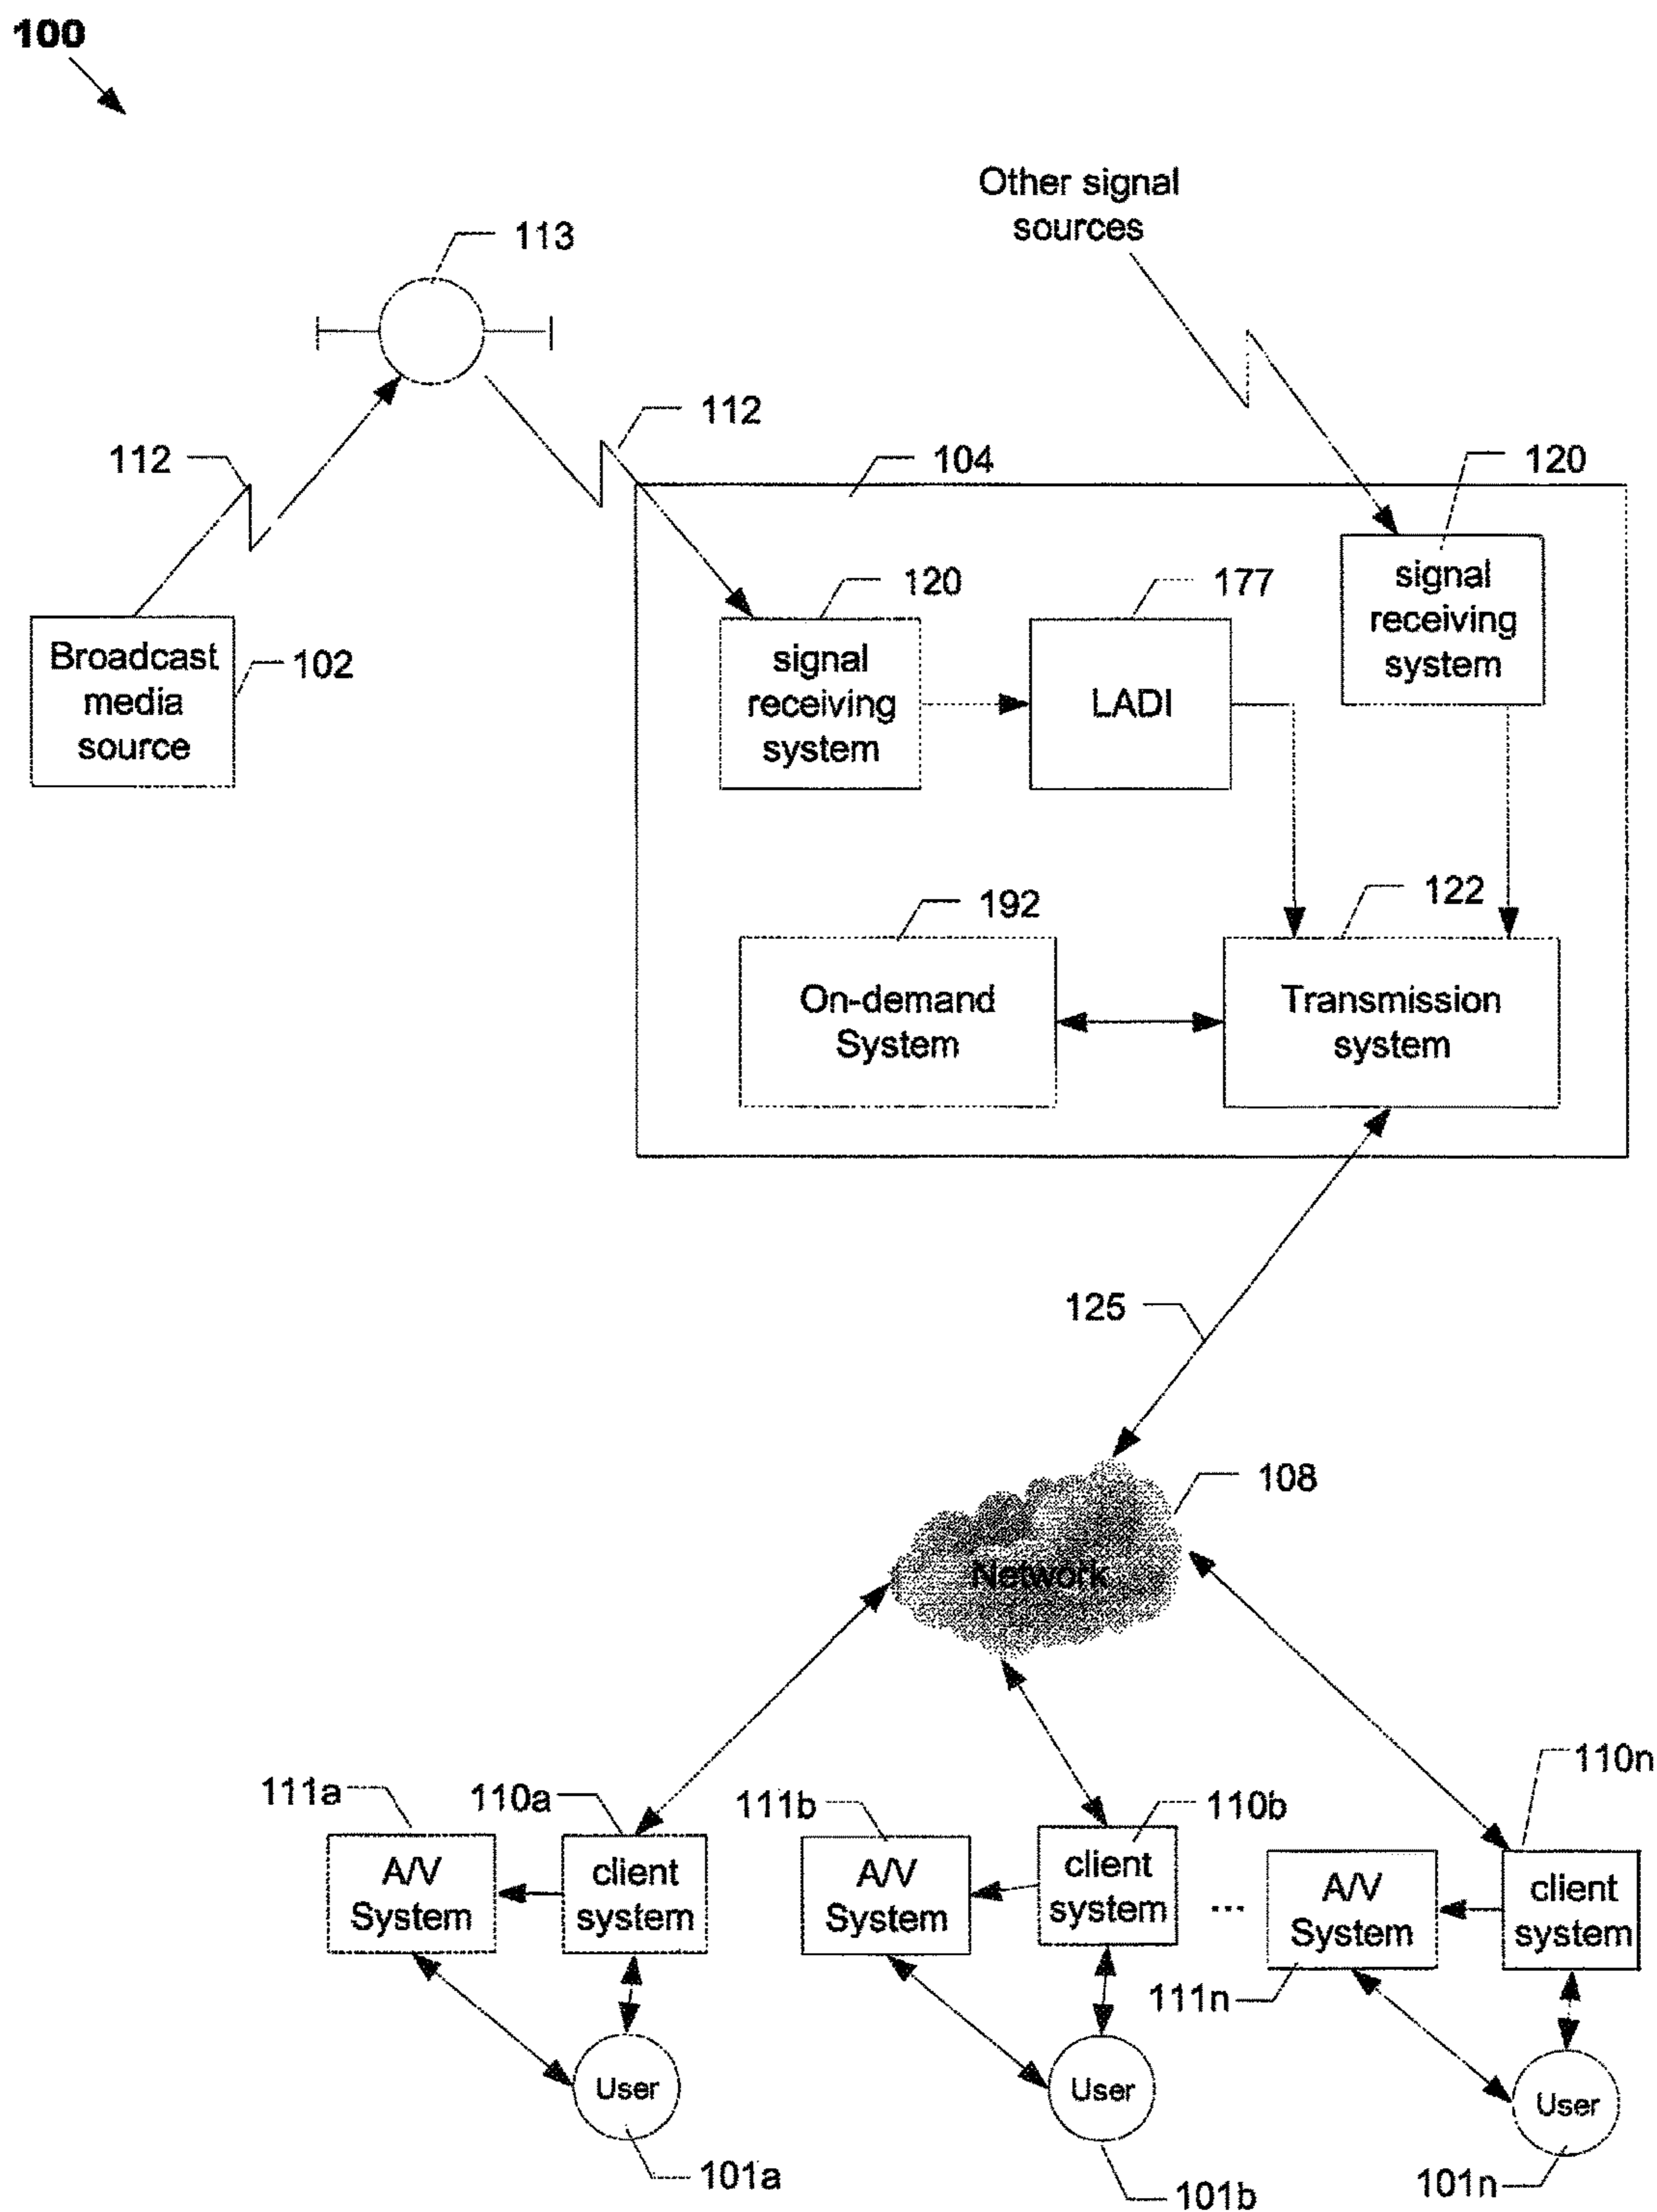 100
Other signal
sources
113
112
112
104
120
Broadcast
media
source
102
120
177
signal
receiving
system
signal
receiving
system
LADI
192
122
On-demand
System
Transmission
system
125
108
Network
111a
110a
111b
110b
110n
A/V
System
client
system
A/V
System
client
system
...
A/V
System
client
system
111n
User
User
User
101a
101b
101n